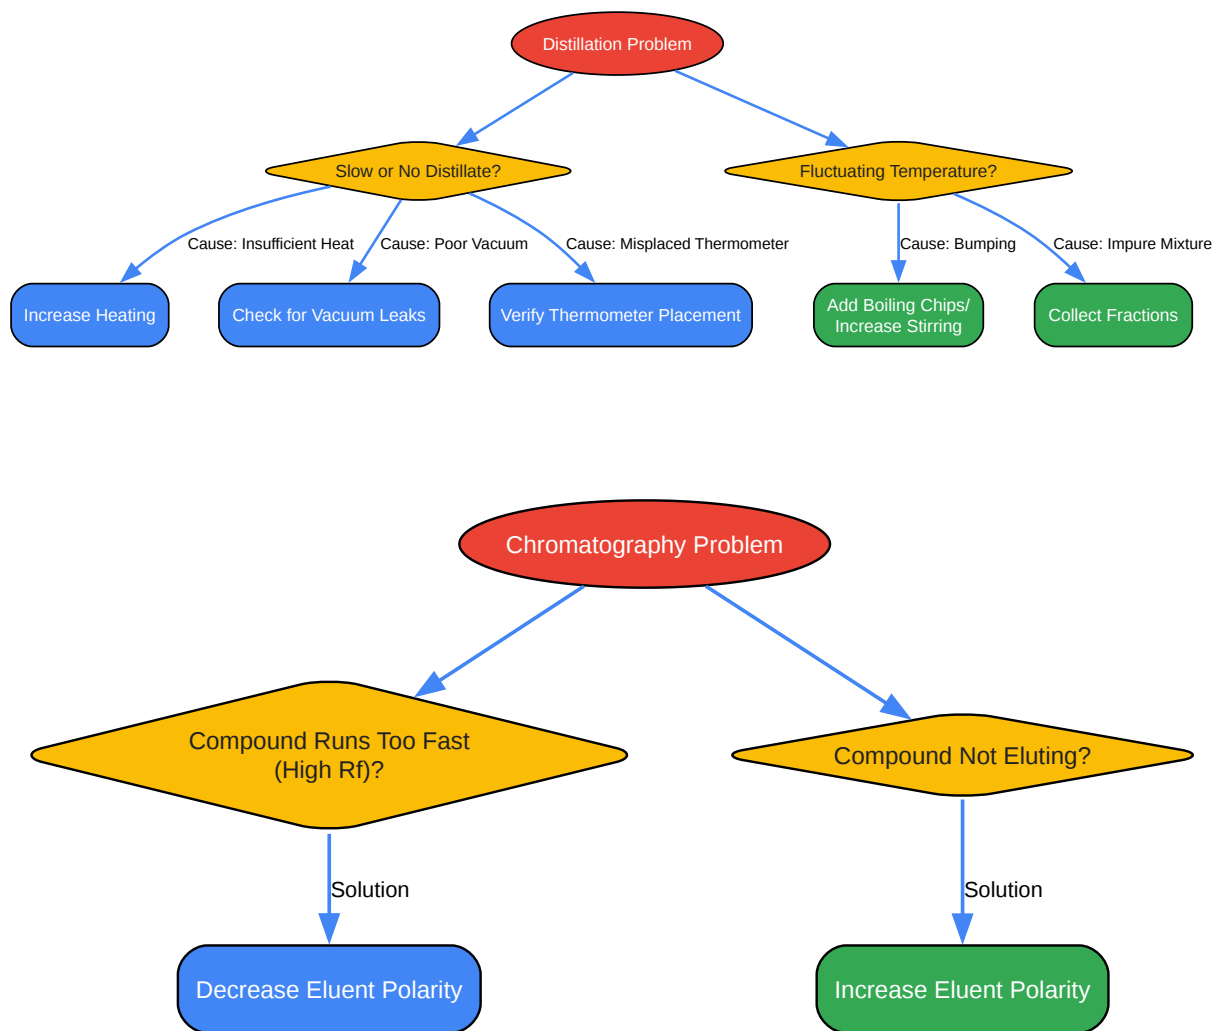 Distillation Problem
Slow or No Distillate?
Fluctuating Temperature?
Cause: Insufficient Heat
Cause: Poor Vacuum
Cause: Misplaced Thermometer
Cause: Bumping
Cause: Impure Mixture
Increase Heating
Check for Vacuum Leaks
Verify Thermometer Placement
Add Boiling Chips/
Increase Stirring
Collect Fractions
Chromatography Problem
Compound Runs Too Fast
(High Rf)?
Compound Not Eluting?
Solution
Solution
Decrease Eluent Polarity
Increase Eluent Polarity